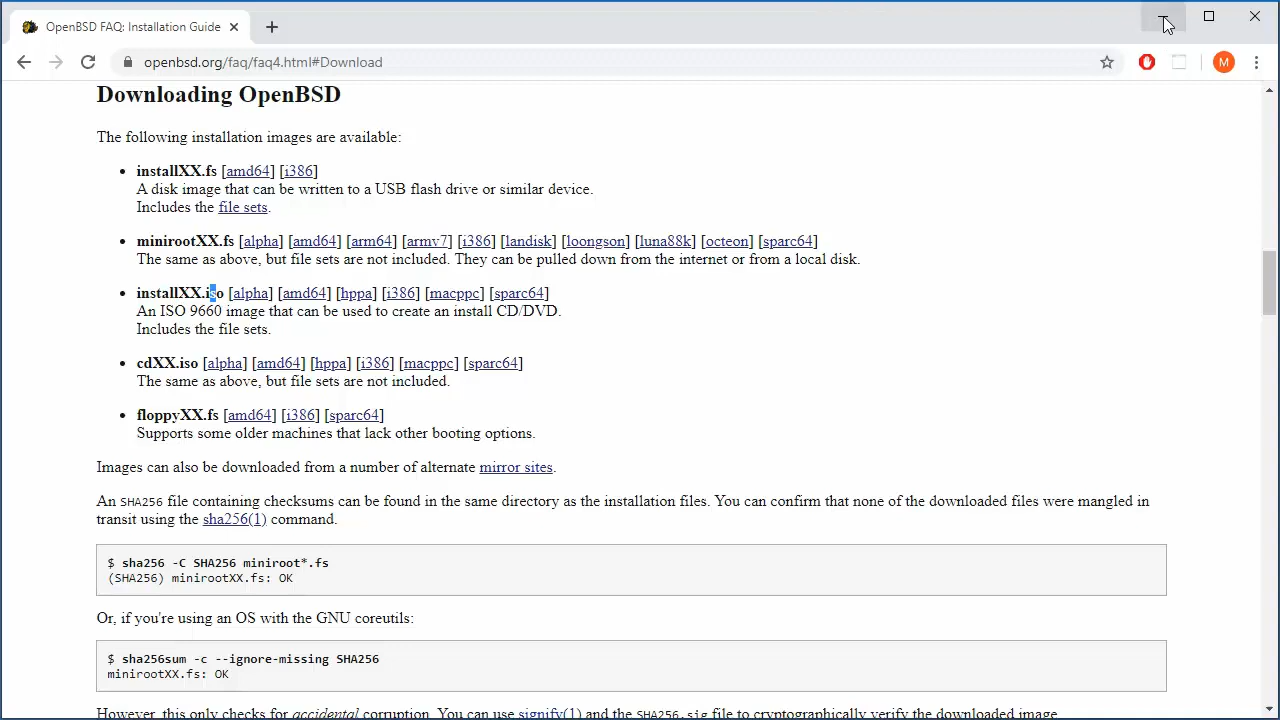 OpenBSD FAQ: Installation Guide
openbsd.org/faq/faq4.html#Download
M
Downloading OpenBSD
The following installation images are available:
• installXX.fs [amd64] [i386]
A disk image that can be written to a USB flash drive or similar device.
Includes the file sets.
• minirootXX.fs [alpha] [amd64] [arm64] [armv7] [i386] [landisk] [loongson] [luna88k] [octeon] [sparc64]
The same as above, but file sets are not included. They can be pulled down from the internet or from a local disk.
• installXX.iso [alpha] [amd64] [hppa] [i386] [macppc] [sparc64]
An ISO 9660 image that can be used to create an install CD/DVD.
Includes the file sets.
• cdXX.iso [alpha] [amd64] [hppa] [i386] [macppc] [sparc64]
The same as above, but file sets are not included.
• floppyXX.fs [amd64] [i386] [sparc64]
Supports some older machines that lack other booting options.
Images can also be downloaded from a number of alternate mirror sites.
An SHA256 file containing checksums can be found in the same directory as the installation files. You can confirm that none of the downloaded files were mangled in
transit using the sha256(1) command.
$ sha256 -C SHA256 miniroot*.fs
(SHA256) minirootXX.fs: OK
Or, if you're using an OS with the GNU coreutils:
$ sha256sum -c --ignore-missing SHA256
minirootXX.fs: OK
However, this only checks for accidental corruption. You can use signify(1) and the SHA256.sig file to cryptographically verify the downloaded image.